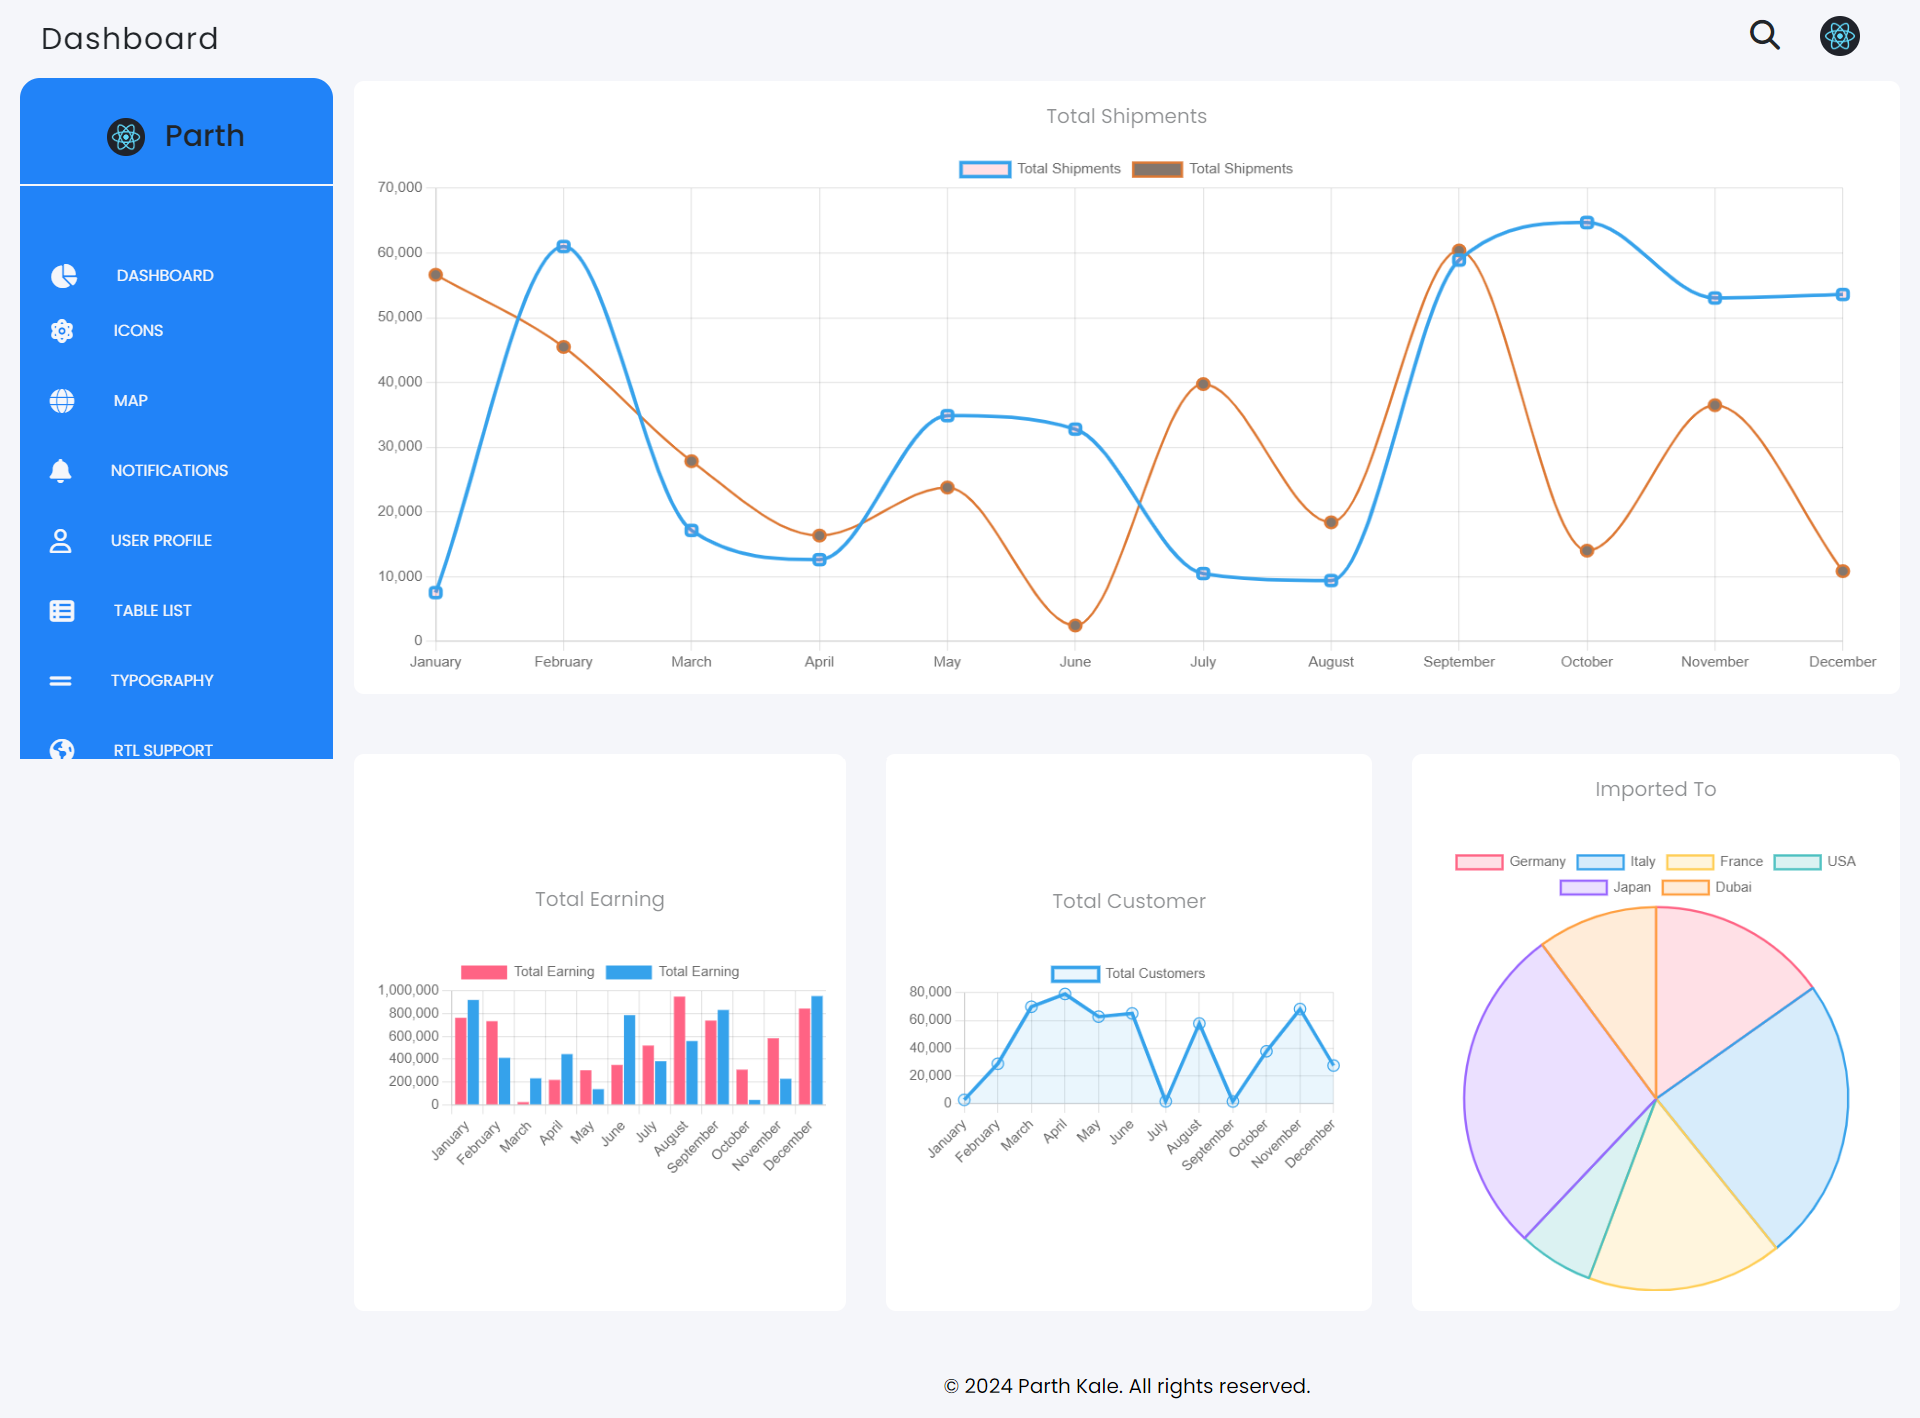 Dashboard
Parth
DASHBOARD
ICONS
MAP
NOTIFICATIONS
USER PROFILE
TABLE LIST
TYPOGRAPHY
RTL SUPPORT
Total Shipments
Total Shipments Total Shipments
70,000
60,000
50,000
40,000
30,000
20,000
10,000
0
January February March April May June July August September October November December
Total Earning
Total Earning Total Earning
1,000,000
800,000
600,000
400,000
200,000
0
January February March April May June July August September October November December
Total Customer
Total Customers
80,000
60,000
40,000
20,000
0
January February March April May June July August September October November December
Imported To
Germany Italy France USA
Japan Dubai
© 2024 Parth Kale. All rights reserved.